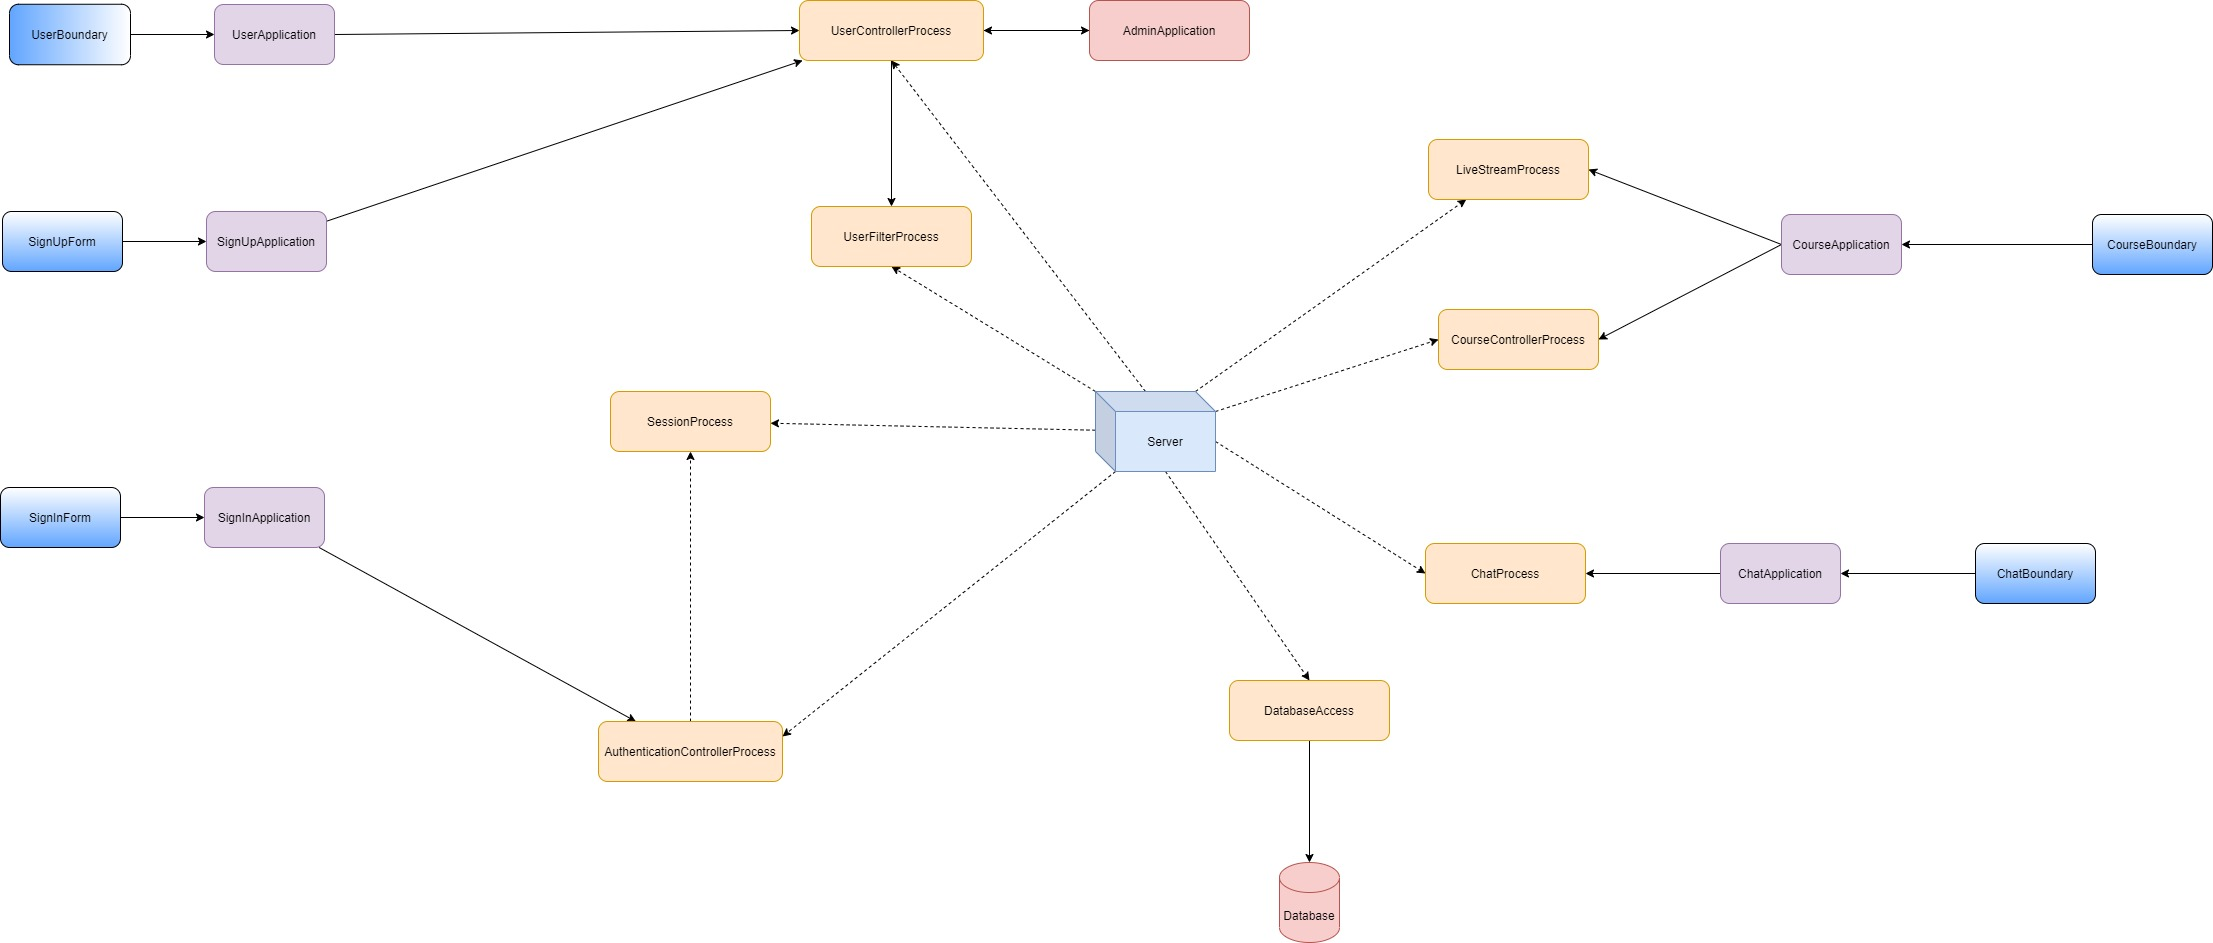 UserBoundary
UserApplication
UserControllerProcess
AdminApplication
LiveStreamProcess
UserFilterProcess
SignUpForm
SignUpApplication
CourseApplication
CourseBoundary
CourseControllerProcess
SessionProcess
Server
SignInForm
SignInApplication
ChatProcess
ChatApplication
ChatBoundary
DatabaseAccess
AuthenticationControllerProcess
Database